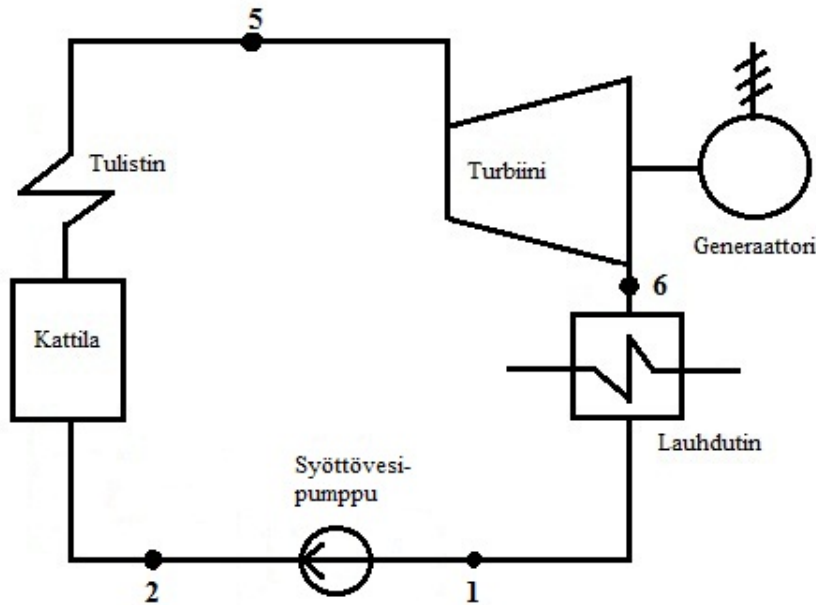 5
Tulistin
Turbiini
Generaattori
6
Kattila
Lauhdutin
Syöttövesi-
pumppu
2
1